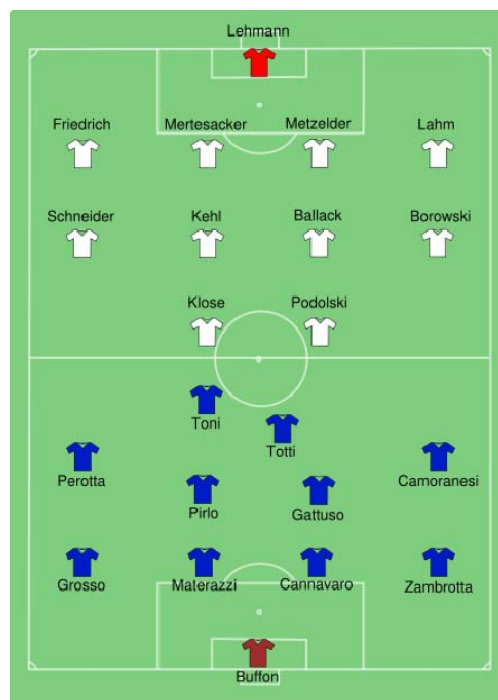 Lehmann
Friedrich Mertesacker Metzelder Lahm
Schneider Kehl Ballack Borowski
Klose Podolski
Toni
Totti
Perotta Camoranesi
Pirlo Gattuso
Grosso Materazzi Cannavaro Zambrotta
Buffon